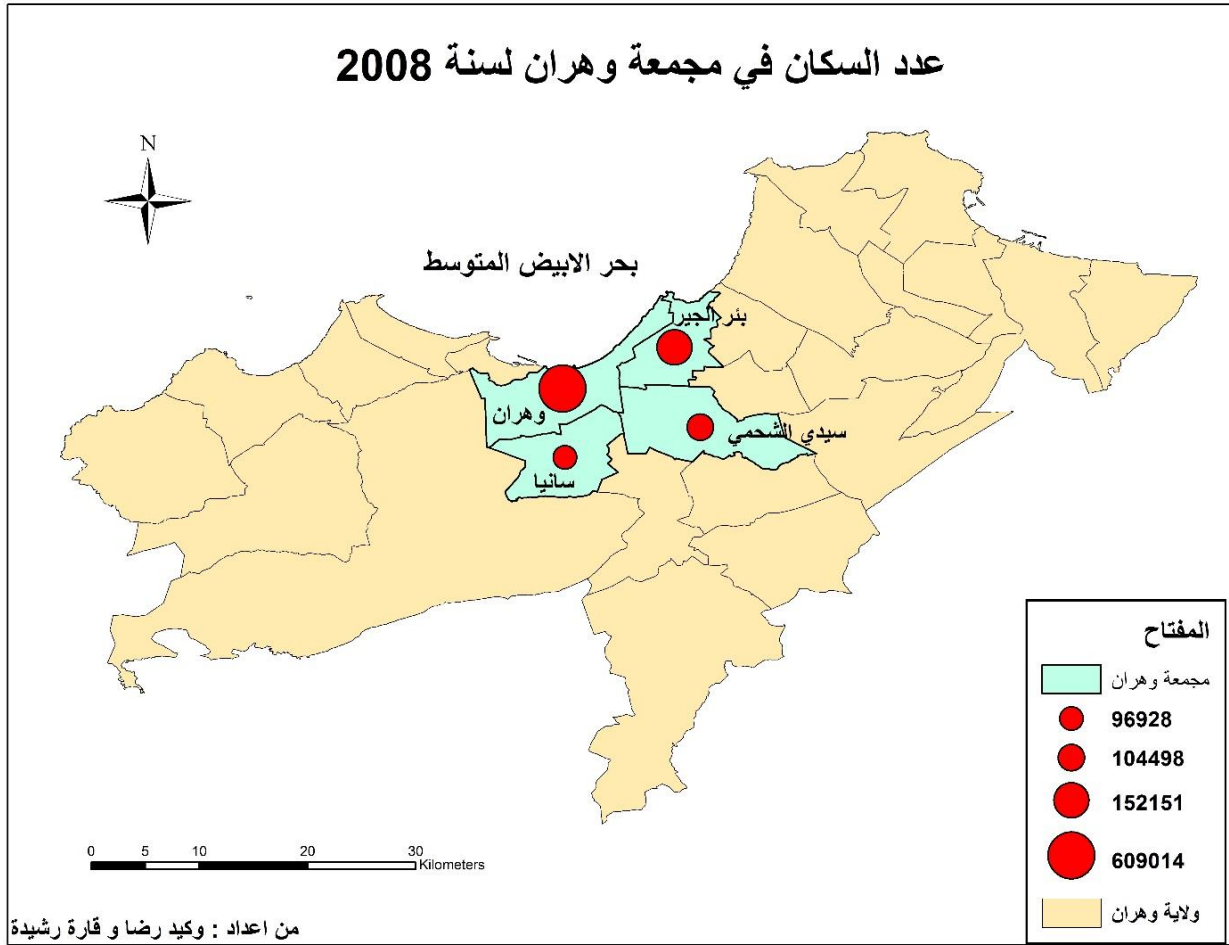 عدد السكان في مجمعة وهران لسنة 2008
N
بحر الابيض المتوسط
بئر الجير
وهران
سيدي الشحمي
سانيا
المفتاح
مجمعة وهران
96928
104498
152151
609014
ولاية وهران
0 5 10 20 30
Kilometers
من اعداد : وكيد رضا و قارة رشيدة